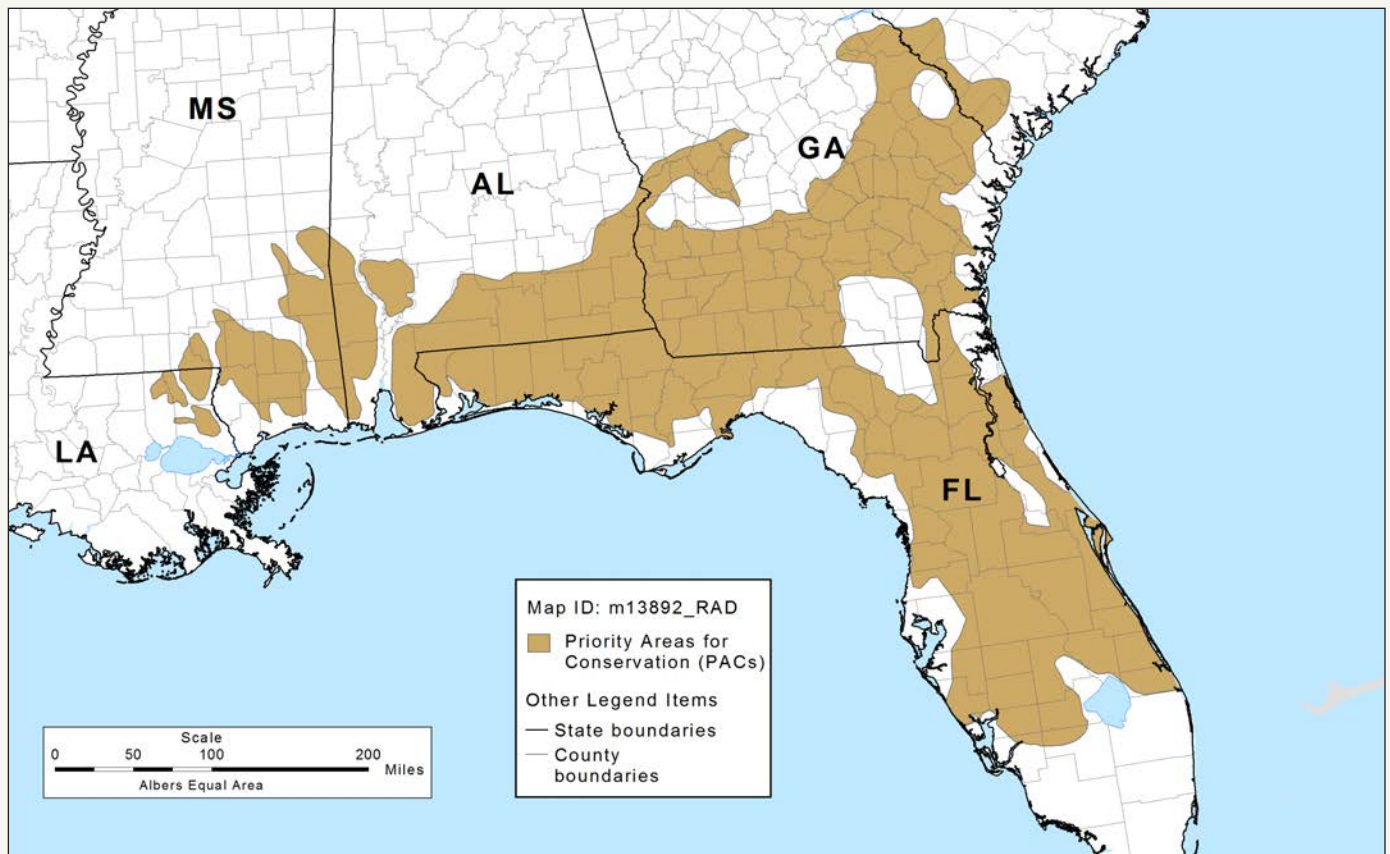 MS
AL
GA
LA
FL
Map ID: m13892_RAD
Priority Areas for
Conservation (PACs)
Other Legend Items
State boundaries
County
boundaries
Scale
0 50 100 200
Miles
Albers Equal Area